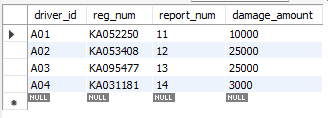 driver_id reg_num report_num damage_amount
A01 KA052250 11 10000
A02 KA053408 12 25000
A03 KA095477 13 25000
A04 KA031181 14 3000
NULL NULL NULL NULL